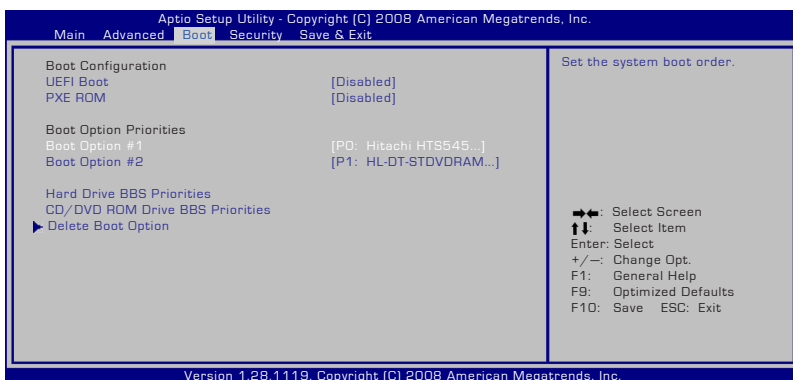 Aptio Setup Utility - Copyright (C) 2008 American Megatrends, Inc.
Main Advanced Boot Security Save & Exit
Boot Configuration
UEFI Boot [Disabled]
PXE ROM [Disabled]
Boot Option Priorities
Boot Option #1 [P0: Hitachi HTS545...]
Boot Option #2 [P1: HL-DT-STDVDRAM...]
Hard Drive BBS Priorities
CD/DVD ROM Drive BBS Priorities
Delete Boot Option
Set the system boot order.
➡⬅: Select Screen
⬆⬇: Select Item
Enter: Select
+/—: Change Opt.
F1: General Help
F9: Optimized Defaults
F10: Save ESC: Exit
Version 1.28.1119. Copyright (C) 2008 American Megatrends, Inc.